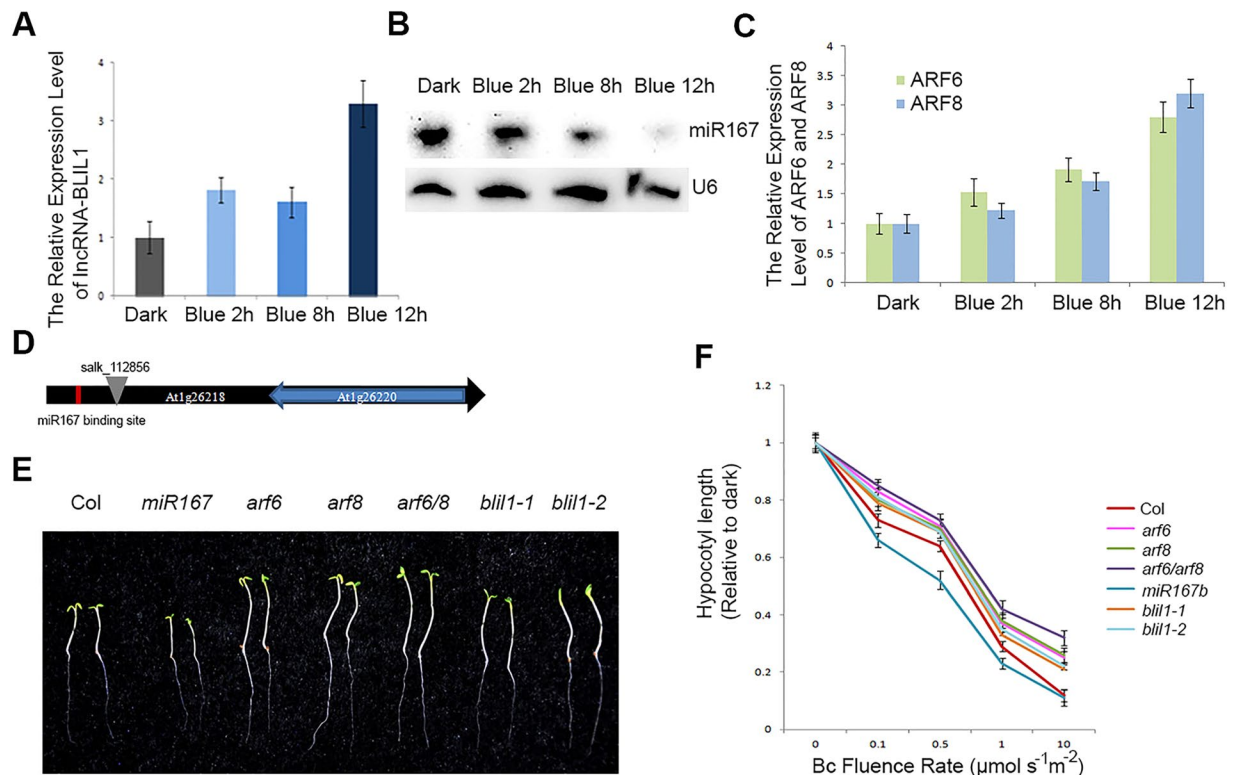 A
The Relative Expression Level
of lncRNA-BLIL1
4
3
2
1
0
Dark
Blue 2h
Blue 8h
Blue 12h
B
Dark Blue 2h Blue 8h Blue 12h
miR167
U6
C
The Relative Expression
Level of ARF6 and ARF8
4
3.5
3
2.5
2
1.5
1
0.5
0
ARF6
ARF8
Dark
Blue 2h
Blue 8h
Blue 12h
D
salk_112856
At1g26218
At1g26220
miR167 binding site
E
Col miR167 arf6 arf8 arf6/8 blil1-1 blil1-2
F
Hypocotyl length
(Relative to dark)
1.2
1
0.8
0.6
0.4
0.2
0
0 0.1 0.5 1 10
Bc Fluence Rate (μmol s⁻¹m⁻²)
Col
arf6
arf8
arf6/arf8
miR167b
blil1-1
blil1-2